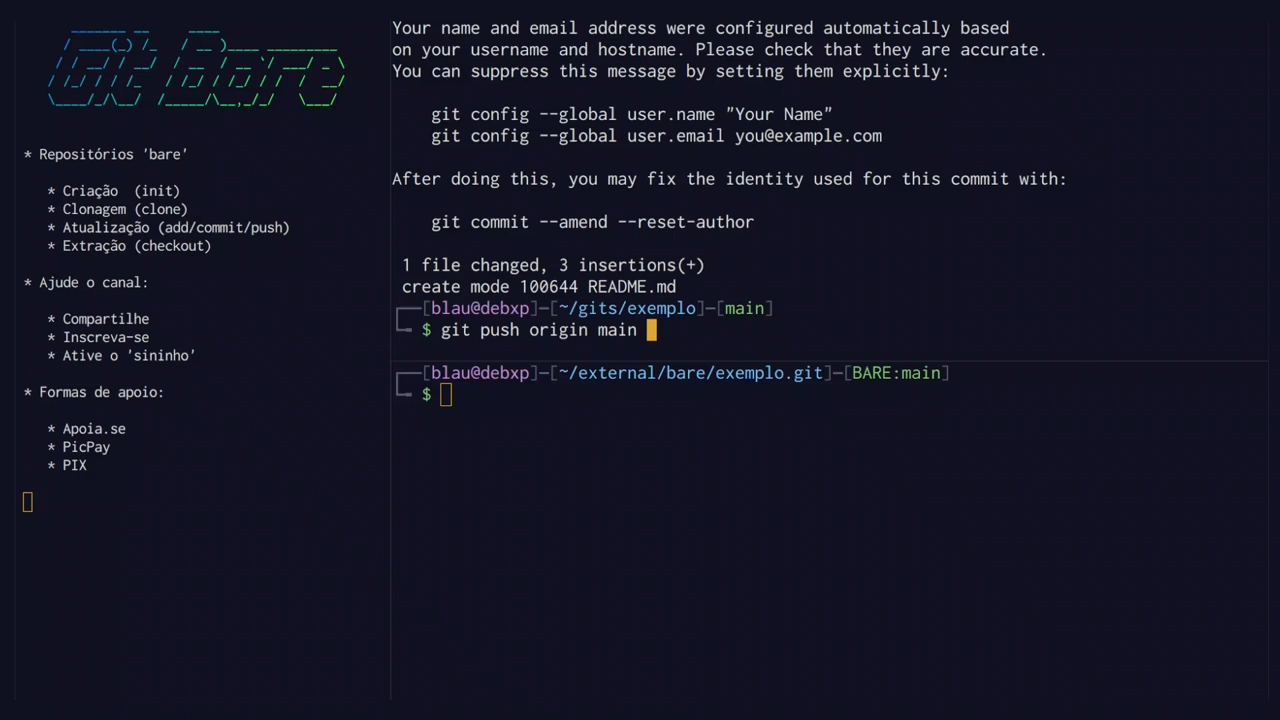 Git Bare
* Repositórios 'bare'
* Criação (init)
* Clonagem (clone)
* Atualização (add/commit/push)
* Extração (checkout)
* Ajude o canal:
* Compartilhe
* Inscreva-se
* Ative o 'sininho'
* Formas de apoio:
* Apoia.se
* PicPay
* PIX
Your name and email address were configured automatically based
on your username and hostname. Please check that they are accurate.
You can suppress this message by setting them explicitly:
git config --global user.name "Your Name"
git config --global user.email you@example.com
After doing this, you may fix the identity used for this commit with:
git commit --amend --reset-author
1 file changed, 3 insertions(+)
create mode 100644 README.md
┌──[blau@debxp]─[~/gits/exemplo]─[main]
└─ $ git push origin main
┌──[blau@debxp]─[~/external/bare/exemplo.git]─[BARE:main]
└─ $